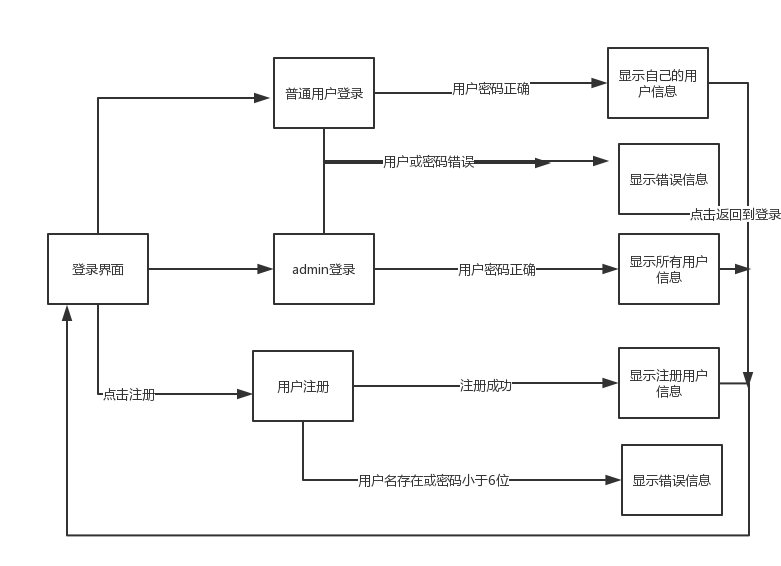 普通用户登录
用户密码正确
显示自己的用
户信息
用户或密码错误
显示错误信息
点击返回到登录
登录界面
admin登录
用户密码正确
显示所有用户
信息
点击注册
用户注册
注册成功
显示注册用户
信息
用户名存在或密码小于6位
显示错误信息